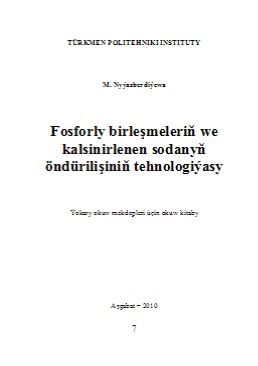 TÜRKMEN POLITEHNIKI INSTITUTY
M. Nyýazberdiýewa
Fosforly birleşmeleriň we
kalsinirlenen sodanyň
öndürilişiniň tehnologiýasy
Ýokary okuw mekdepleri üçin okuw kitaby
Aşgabat – 2010
7